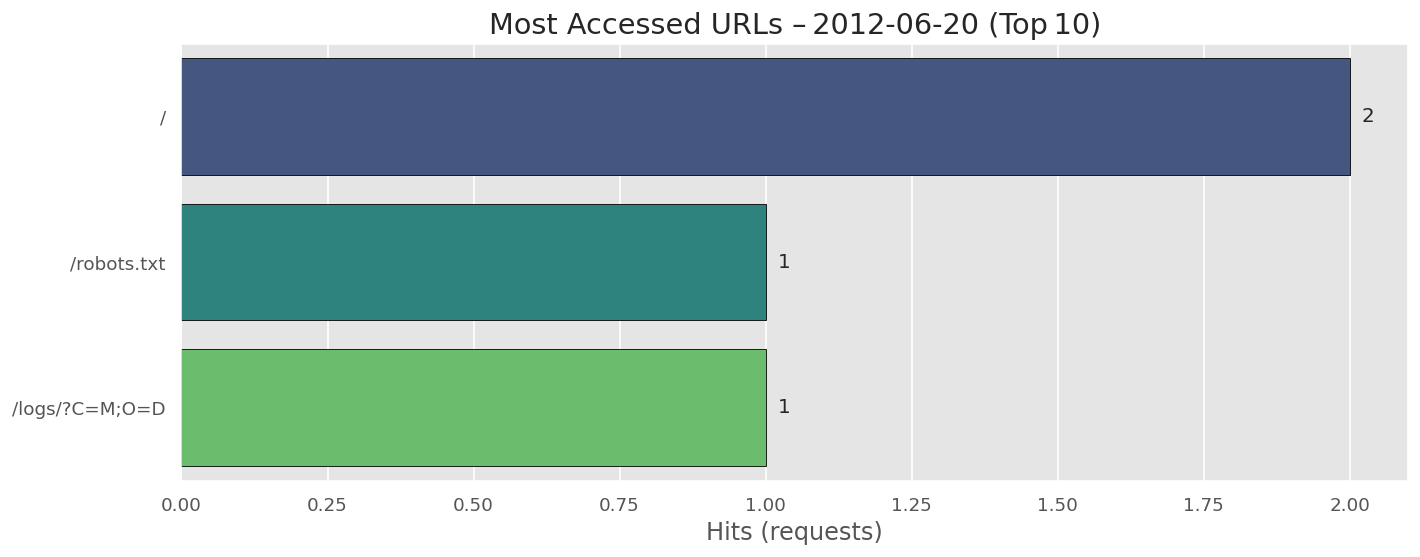 Most Accessed URLs – 2012-06-20 (Top 10)
/
2
/robots.txt
1
/logs/?C=M;O=D
1
0.00 0.25 0.50 0.75 1.00 1.25 1.50 1.75 2.00
Hits (requests)